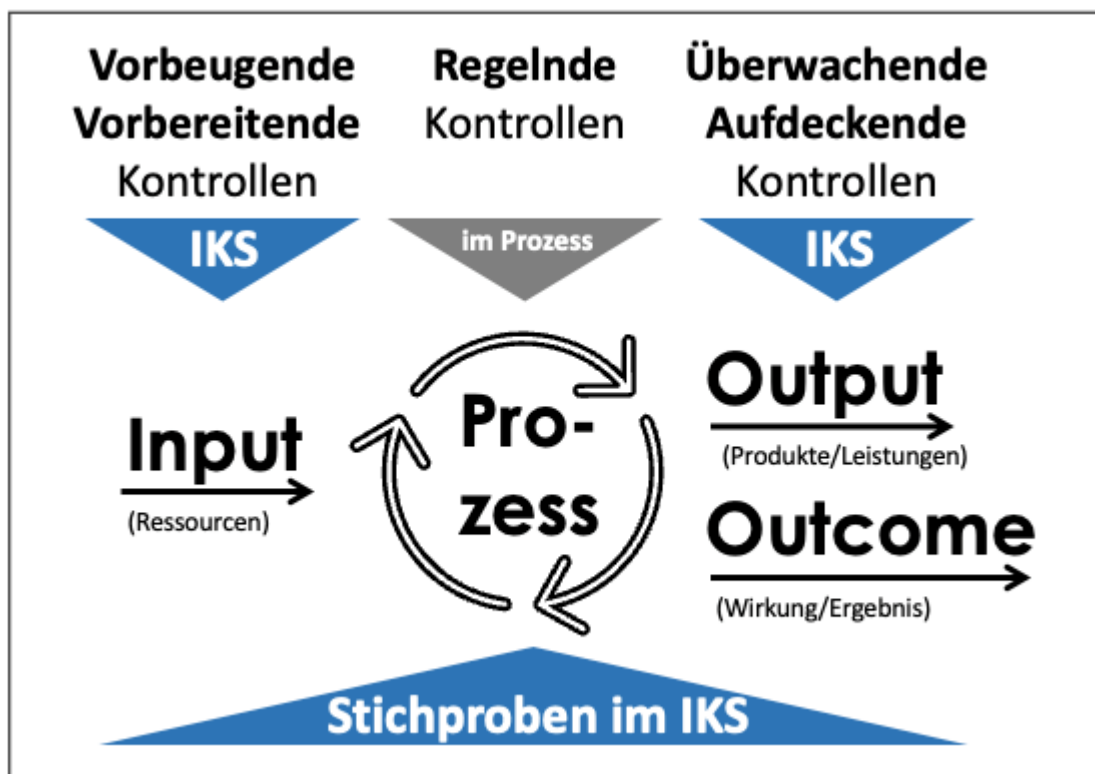 Vorbeugende
Vorbereitende
Kontrollen
Regelnde
Kontrollen
Überwachende
Aufdeckende
Kontrollen
IKS
im Prozess
IKS
Input
(Ressourcen)
Pro-
zess
Output
(Produkte/Leistungen)
Outcome
(Wirkung/Ergebnis)
Stichproben im IKS